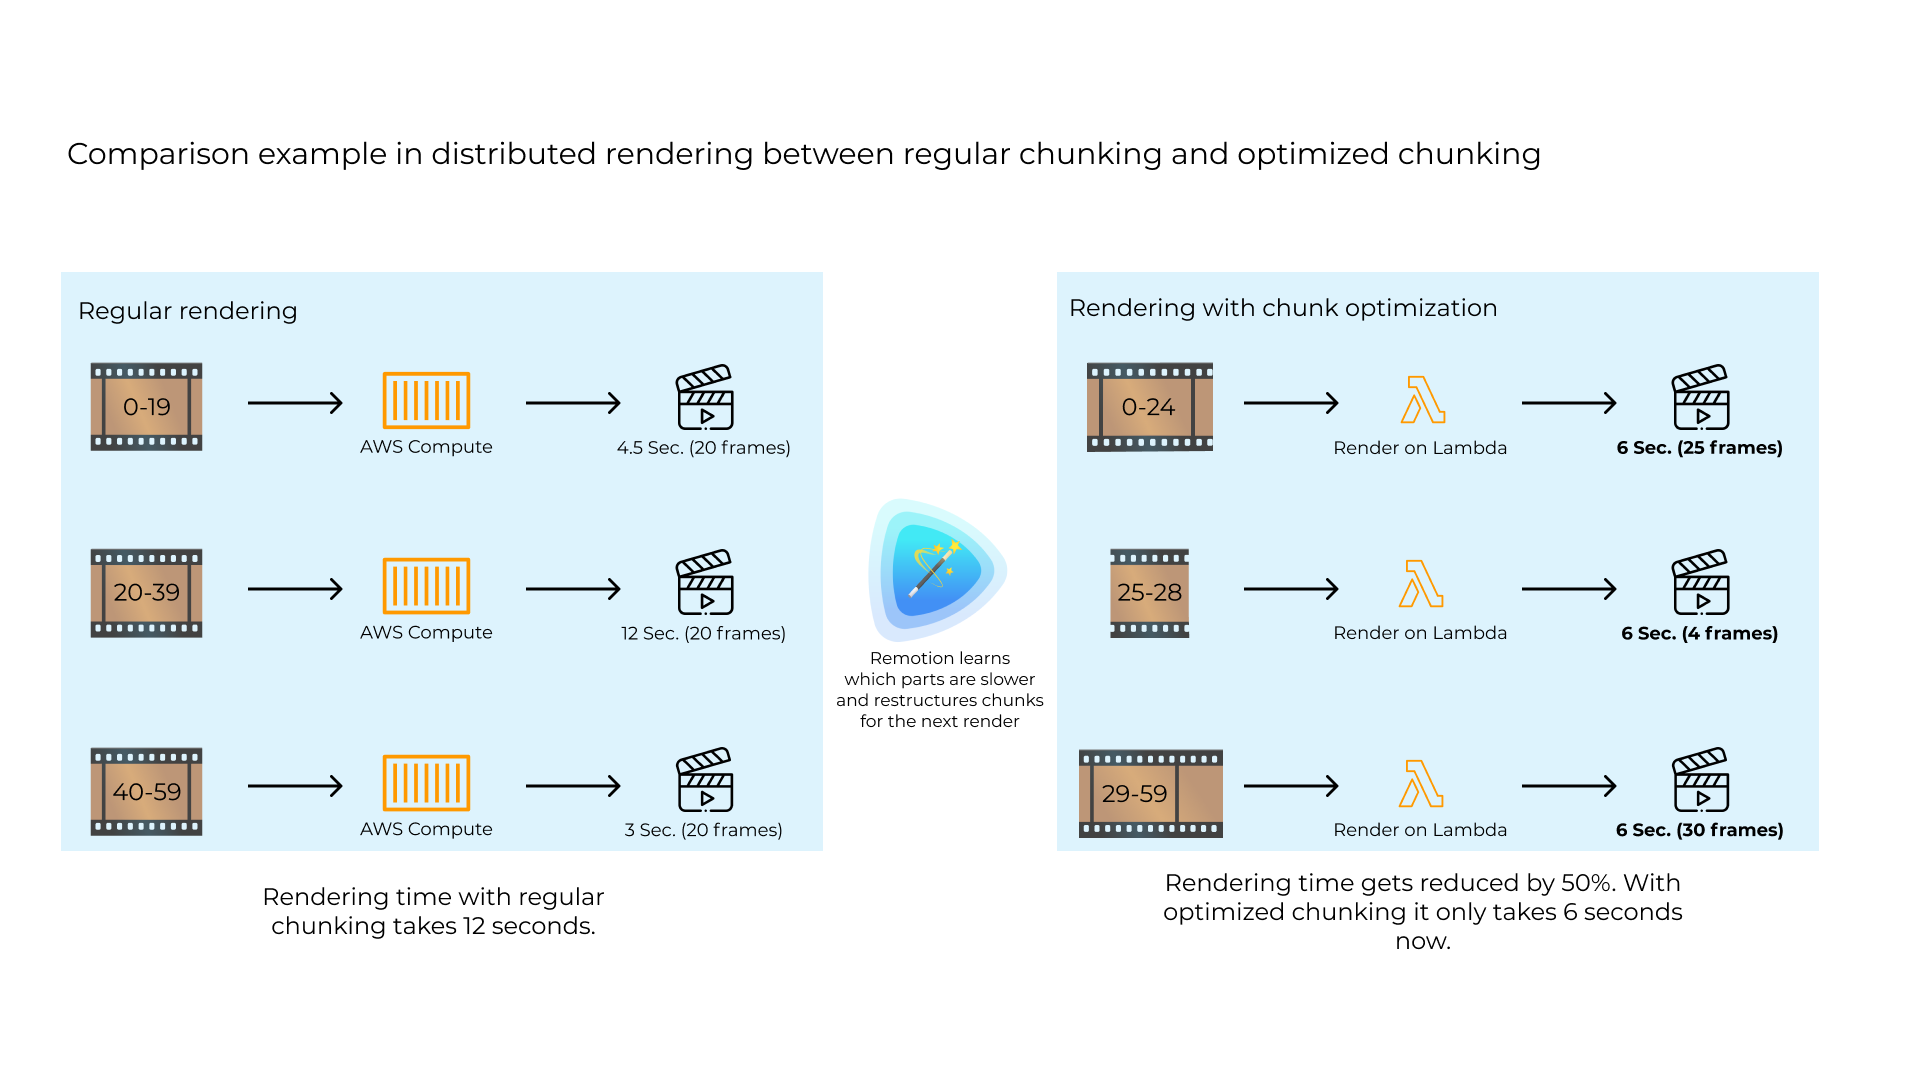 Comparison example in distributed rendering between regular chunking and optimized chunking
Regular rendering
0-19
AWS Compute
4.5 Sec. (20 frames)
20-39
AWS Compute
12 Sec. (20 frames)
40-59
AWS Compute
3 Sec. (20 frames)
Rendering time with regular
chunking takes 12 seconds.
Remotion learns
which parts are slower
and restructures chunks
for the next render
Rendering with chunk optimization
0-24
Render on Lambda
6 Sec. (25 frames)
25-28
Render on Lambda
6 Sec. (4 frames)
29-59
Render on Lambda
6 Sec. (30 frames)
Rendering time gets reduced by 50%. With
optimized chunking it only takes 6 seconds
now.